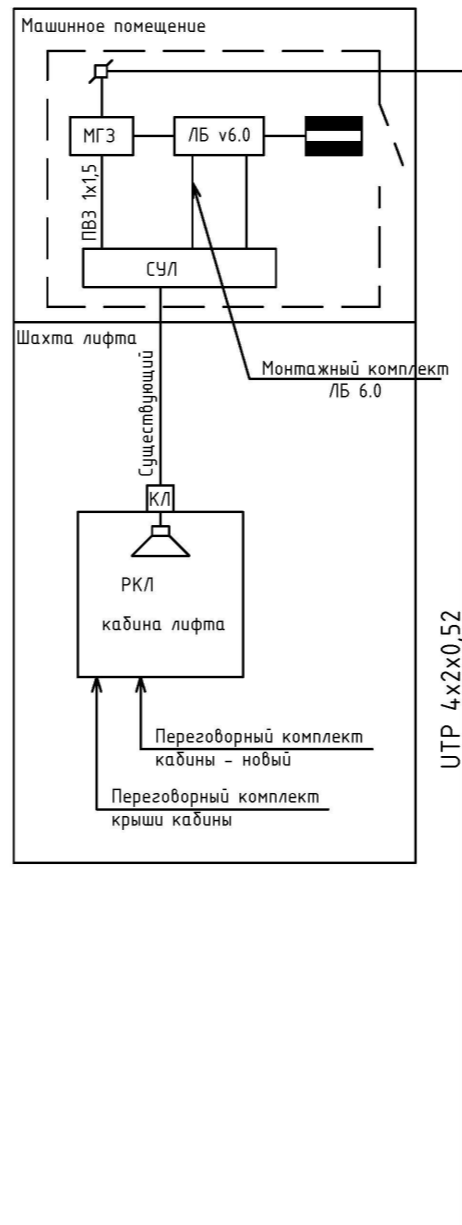 Машинное помещение
МГЗ
ЛБ v6.0
ПВЗ 1х1,5
СУЛ
Шахта лифта
Существующий
Монтажный комплект
ЛБ 6.0
КЛ
РКЛ
кабина лифта
UTP 4х2х0,52
Переговорный комплект
кабины - новый
Переговорный комплект
крыши кабины